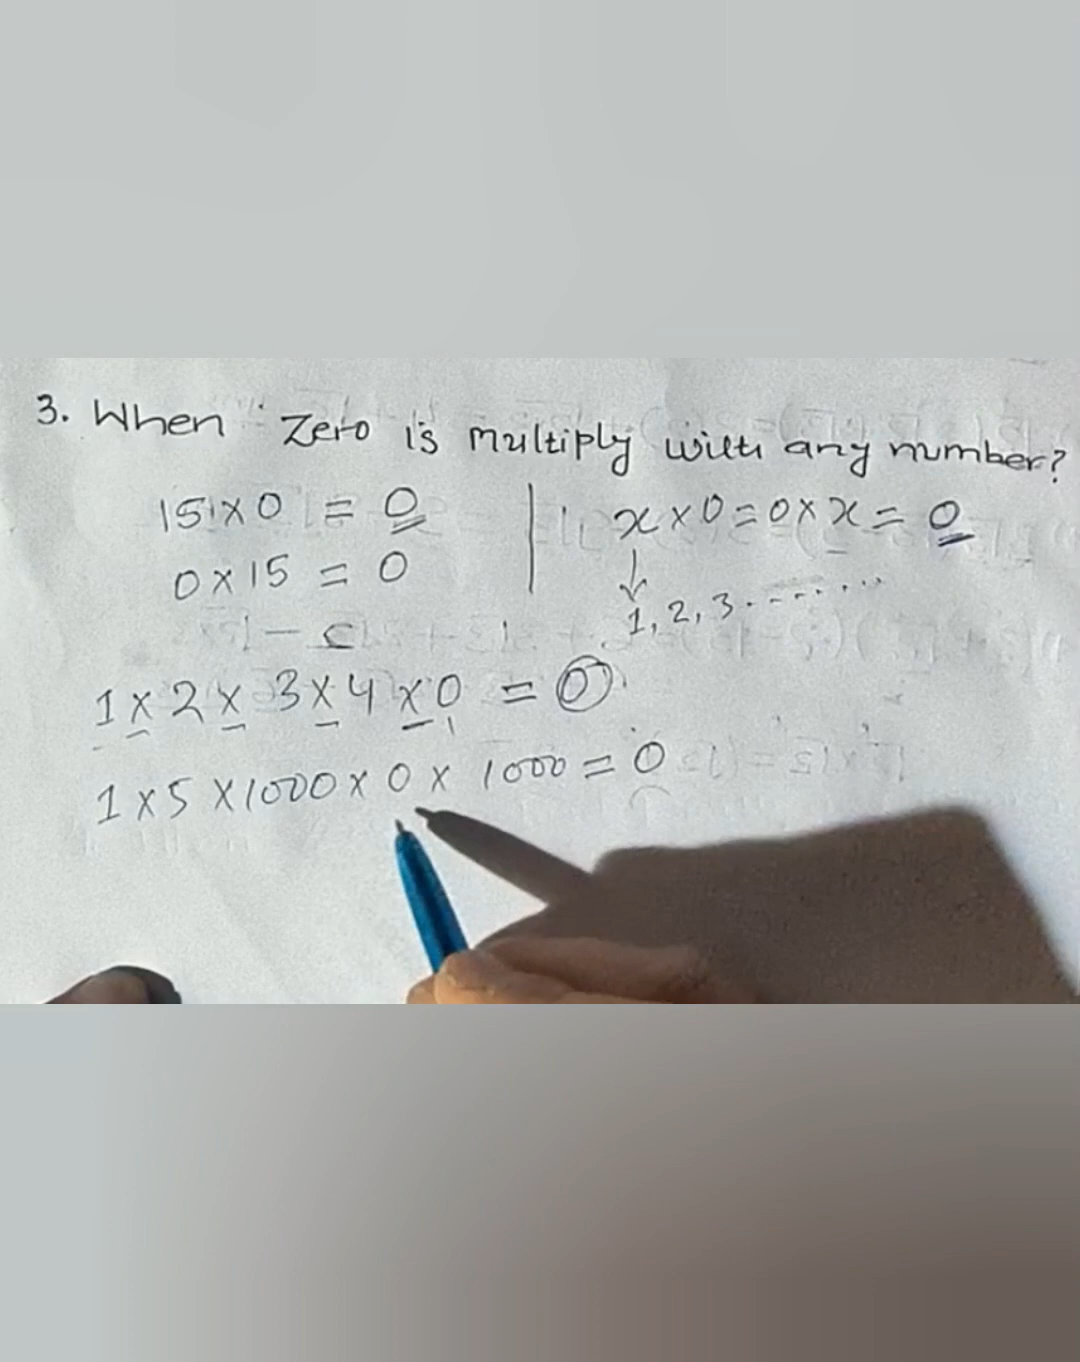 3. When Zero is multiply with any number?
15 x 0 = 0
0 x 15 = 0
x x 0 = 0 x x = 0
↓
1, 2, 3 - - - - - - ...
1 x 2 x 3 x 4 x 0 = 0
1 x 5 x 1000 x 0 x 1000 = 0